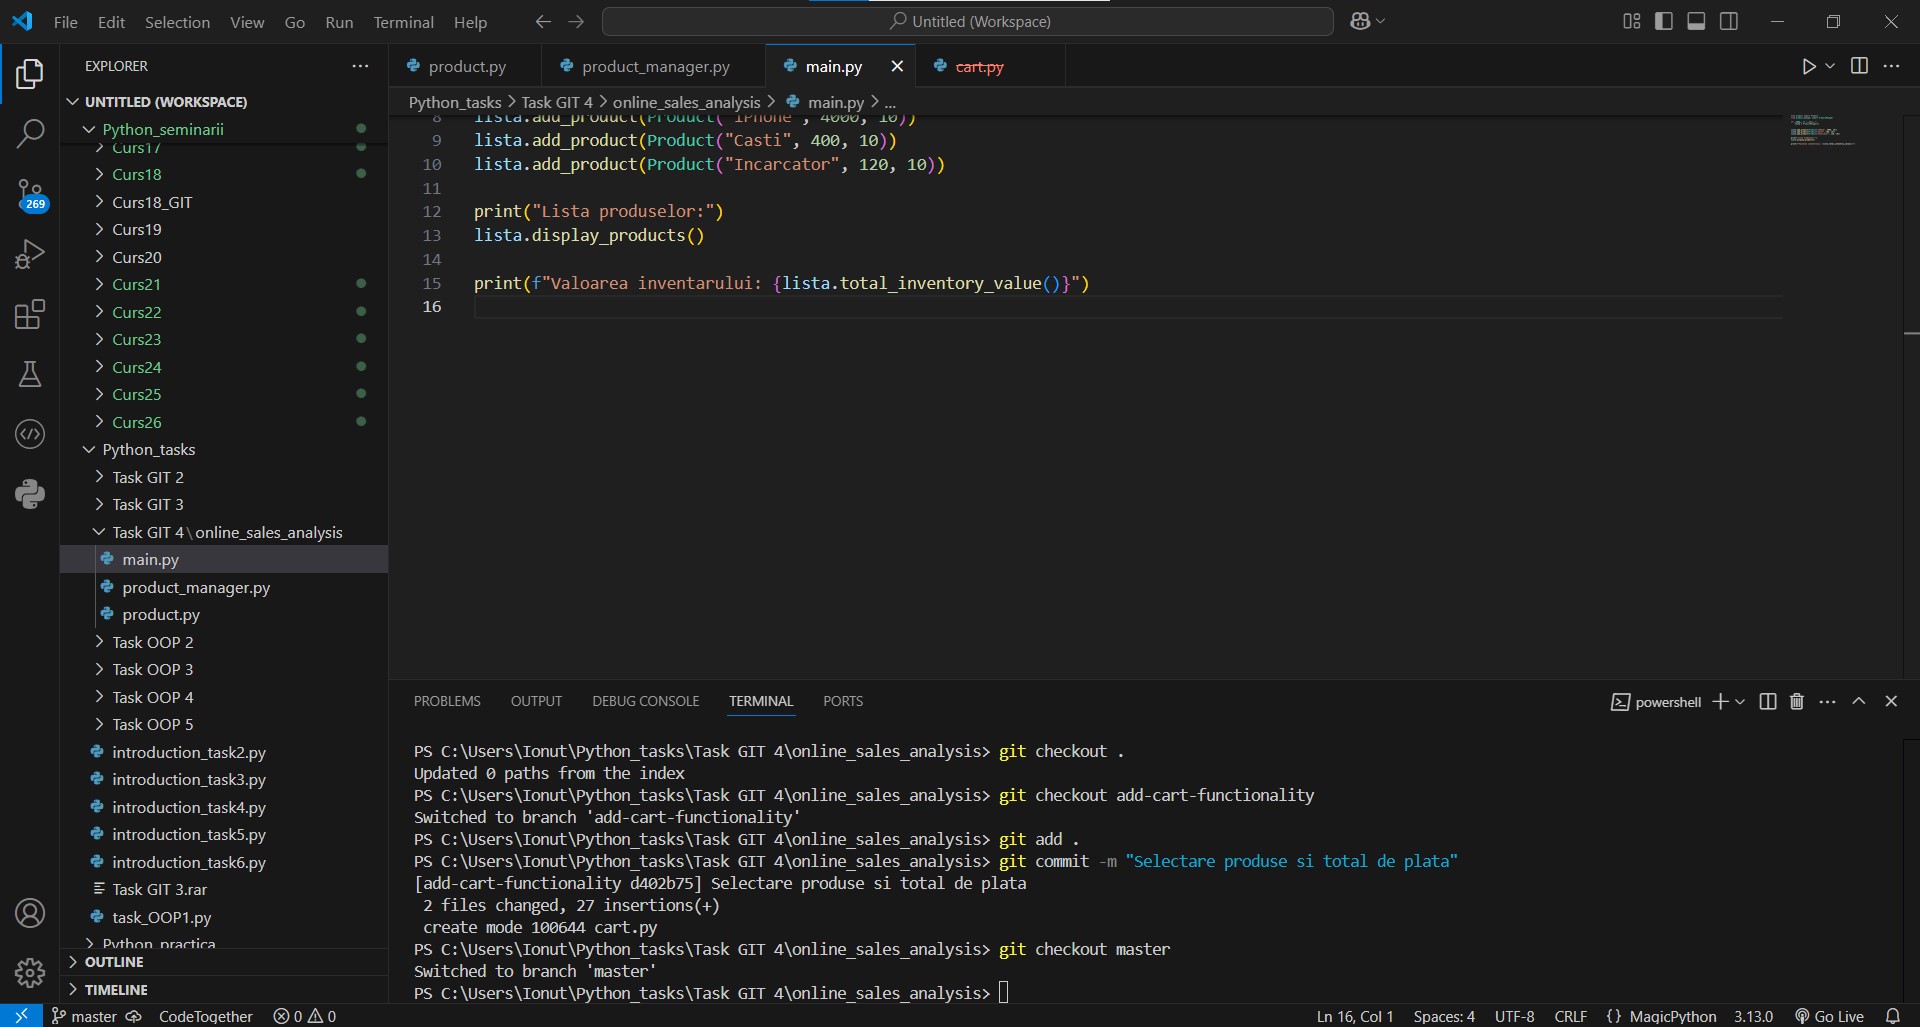 File Edit Selection View Go Run Terminal Help
Untitled (Workspace)
EXPLORER
UNTITLED (WORKSPACE)
Python_seminarii
Curs17
Curs18
Curs18_GIT
Curs19
Curs20
Curs21
Curs22
Curs23
Curs24
Curs25
Curs26
Python_tasks
Task GIT 2
Task GIT 3
Task GIT 4\online_sales_analysis
main.py
product_manager.py
product.py
Task OOP 2
Task OOP 3
Task OOP 4
Task OOP 5
introduction_task2.py
introduction_task3.py
introduction_task4.py
introduction_task5.py
introduction_task6.py
Task GIT 3.rar
task_OOP1.py
Python_practica
OUTLINE
TIMELINE
269
product.py product_manager.py main.py cart.py
Python_tasks > Task GIT 4 > online_sales_analysis > main.py > ...
8 lista.add_product(Product("iPhone", 4000, 10))
9 lista.add_product(Product("Casti", 400, 10))
10 lista.add_product(Product("Incarcator", 120, 10))
11
12 print("Lista produselor:")
13 lista.display_products()
14
15 print(f"Valoarea inventarului: {lista.total_inventory_value()}")
16
PROBLEMS OUTPUT DEBUG CONSOLE TERMINAL PORTS
powershell
PS C:\Users\Ionut\Python_tasks\Task GIT 4\online_sales_analysis> git checkout .
Updated 0 paths from the index
PS C:\Users\Ionut\Python_tasks\Task GIT 4\online_sales_analysis> git checkout add-cart-functionality
Switched to branch 'add-cart-functionality'
PS C:\Users\Ionut\Python_tasks\Task GIT 4\online_sales_analysis> git add .
PS C:\Users\Ionut\Python_tasks\Task GIT 4\online_sales_analysis> git commit -m "Selectare produse si total de plata"
[add-cart-functionality d402b75] Selectare produse si total de plata
2 files changed, 27 insertions(+)
create mode 100644 cart.py
PS C:\Users\Ionut\Python_tasks\Task GIT 4\online_sales_analysis> git checkout master
Switched to branch 'master'
PS C:\Users\Ionut\Python_tasks\Task GIT 4\online_sales_analysis>
master CodeTogether 0 0 Ln 16, Col 1 Spaces: 4 UTF-8 CRLF { } MagicPython 3.13.0 Go Live